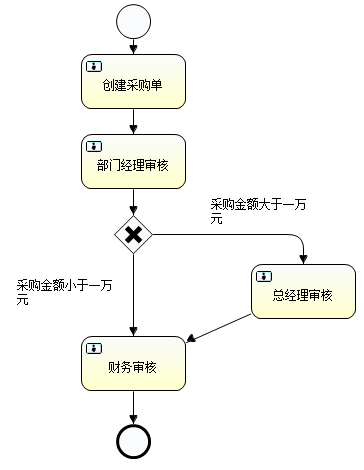 创建采购单
部门经理审核
采购金额大于一万
元
采购金额小于一万
元
总经理审核
财务审核